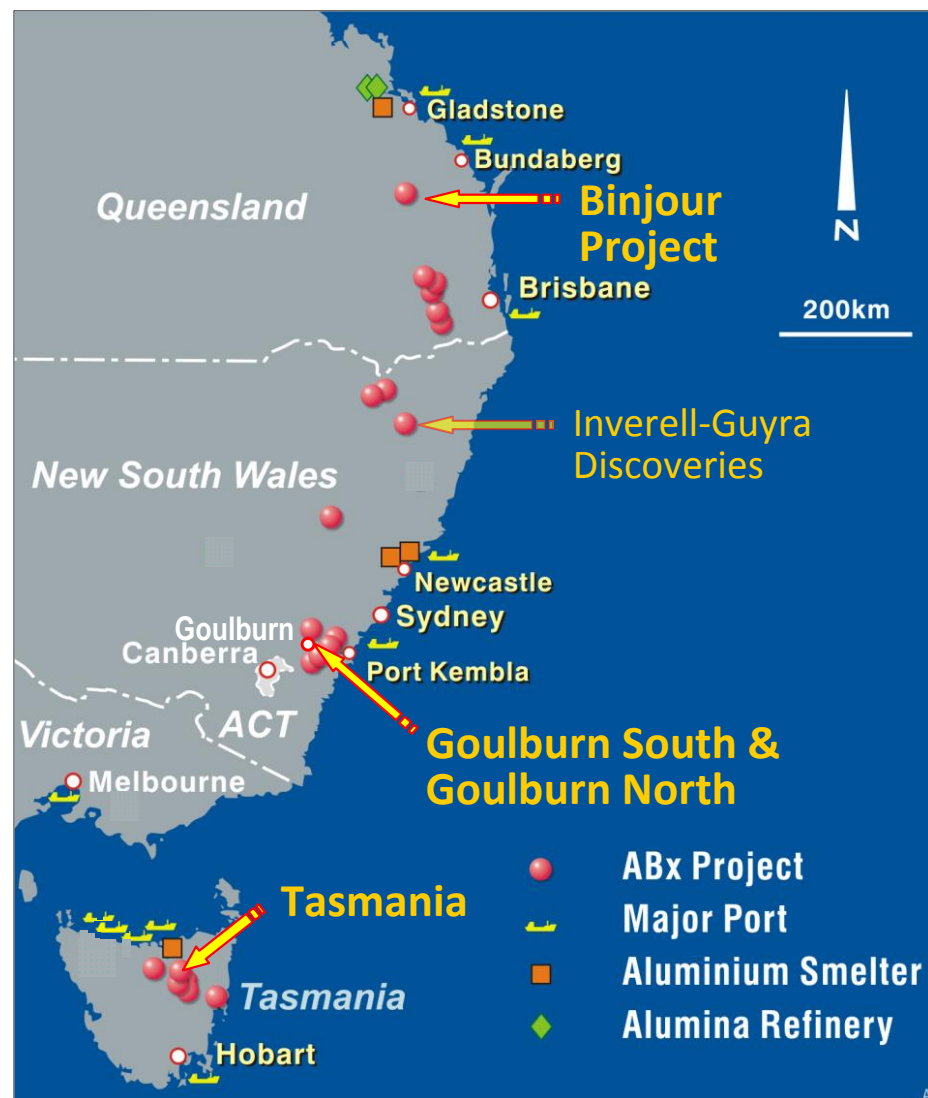 Gladstone
Bundaberg
Queensland
Binjour
Project
N
Brisbane
200km
Inverell-Guyra
Discoveries
New South Wales
Newcastle
Sydney
Goulburn
Canberra
Port Kembla
Victoria
ACT
Goulburn South &
Goulburn North
Melbourne
ABx Project
Tasmania
Major Port
Aluminium Smelter
Tasmania
Alumina Refinery
Hobart
A